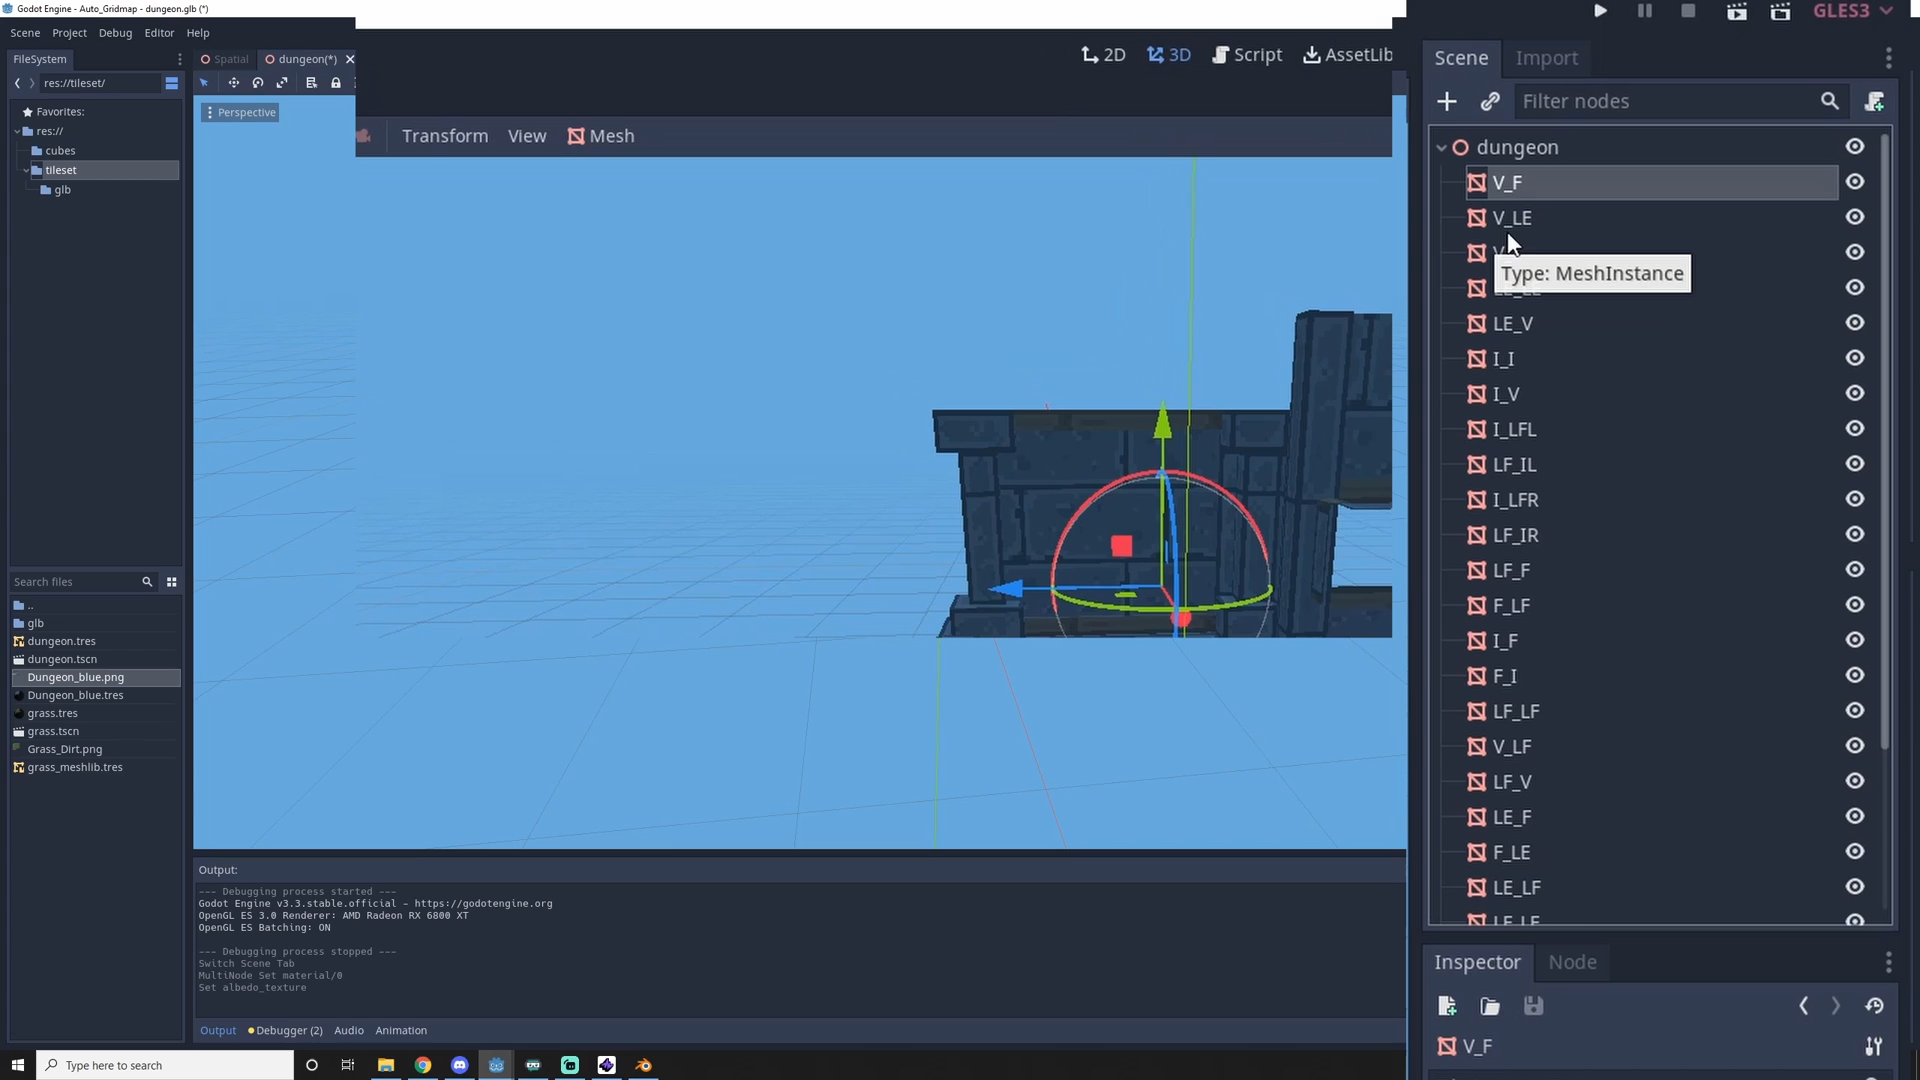 Godot Engine - Auto_Gridmap - dungeon.glb (*)
Scene Project Debug Editor Help
GLES3
FileSystem
Spatial
dungeon(*)
2D 3D Script AssetLib
Scene Import
res://tileset/
Filter nodes
Favorites:
res://
cubes
tileset
glb
Perspective
Transform View Mesh
dungeon
V_F
V_LE
Type: MeshInstance
LE_V
I_I
I_V
I_LFL
LF_IL
I_LFR
LF_IR
LF_F
F_LF
I_F
F_I
LF_LF
V_LF
LF_V
LE_F
F_LE
LE_LF
Search files
..
glb
dungeon.tres
dungeon.tscn
Dungeon_blue.png
Dungeon_blue.tres
grass.tres
grass.tscn
Grass_Dirt.png
grass_meshlib.tres
Output:
--- Debugging process started ---
Godot Engine v3.3.stable.official - https://godotengine.org
OpenGL ES 3.0 Renderer: AMD Radeon RX 6800 XT
OpenGL ES Batching: ON
--- Debugging process stopped ---
Switch Scene Tab
MultiNode Set material/0
Set albedo_texture
Output Debugger (2) Audio Animation
Inspector Node
V_F
Type here to search